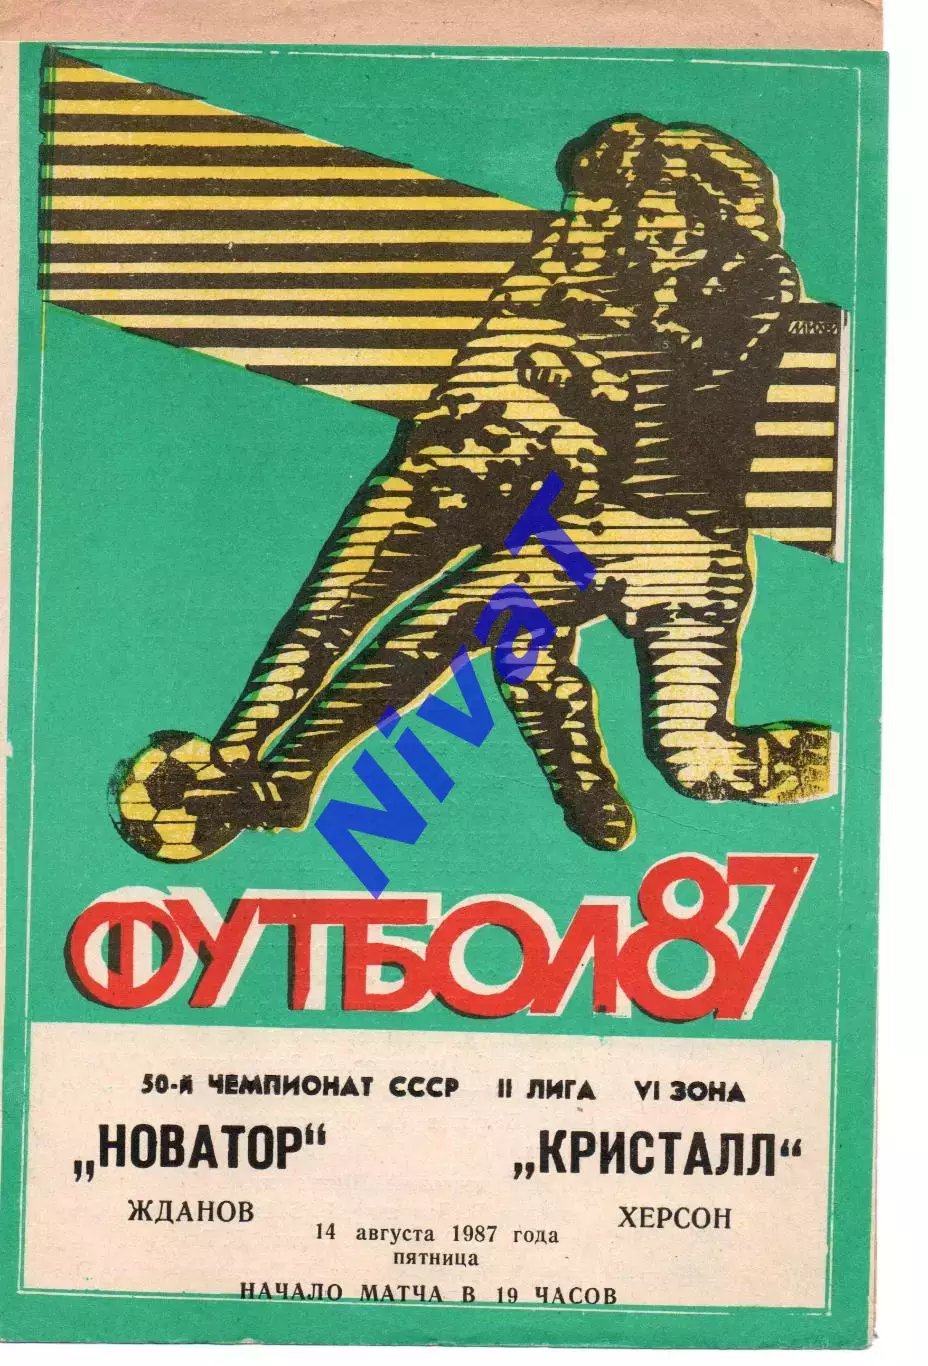 МИХЕЙ
NivaT
ФУТБОЛ 87
50-й ЧЕМПИОНАТ СССР II ЛИГА VI ЗОНА
„НОВАТОР“ „КРИСТАЛЛ“
ЖДАНОВ ХЕРСОН
14 августа 1987 года
пятница
НАЧАЛО МАТЧА В 19 ЧАСОВ